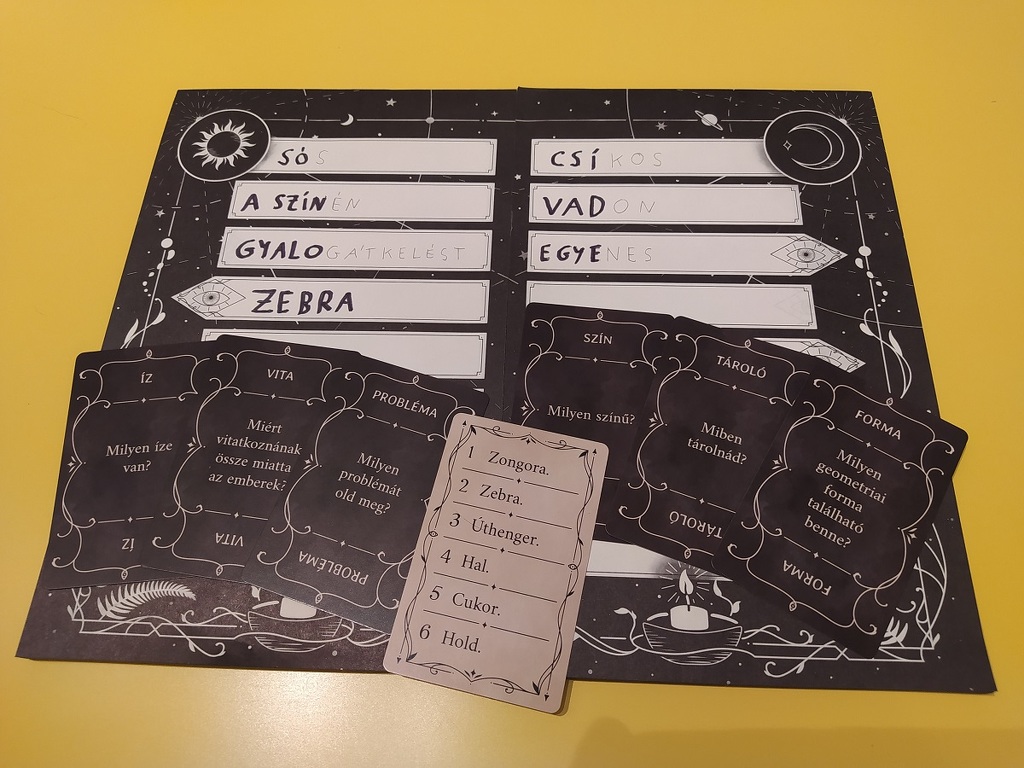 SÓS
A SZÍNÉN
GYALOGÁTKELÉST
ZEBRA
CSÍKOS
VADON
EGYENES
ÍZ
Milyen íze
van?
ÍZ
VITA
Miért
vitatkoznának
össze miatta
az emberek?
VITA
PROBLÉMA
Milyen
problémát
old meg?
PROBLÉMA
1 Zongora.
2 Zebra.
3 Úthenger.
4 Hal.
5 Cukor.
6 Hold.
SZÍN
Milyen színű?
TÁROLÓ
Miben
tárolnád?
TÁROLÓ
FORMA
Milyen
geometriai
forma
található
benne?
FORMA